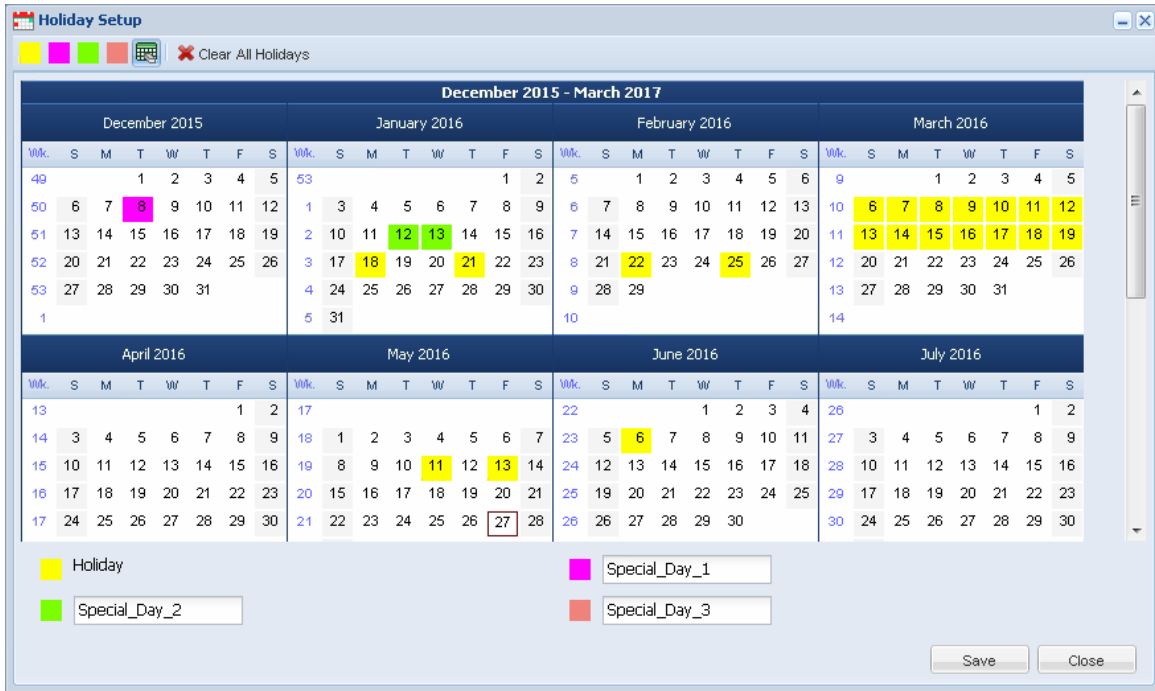 Holiday Setup
Clear All Holidays
December 2015 - March 2017
December 2015 January 2016 February 2016 March 2016
Wk. S M T W T F S Wk. S M T W T F S Wk. S M T W T F S Wk. S M T W T F S
49 1 2 3 4 5 53 1 2 5 1 2 3 4 5 6 9 1 2 3 4 5
50 6 7 8 9 10 11 12 1 3 4 5 6 7 8 9 6 7 8 9 10 11 12 13 10 6 7 8 9 10 11 12
51 13 14 15 16 17 18 19 2 10 11 12 13 14 15 16 7 14 15 16 17 18 19 20 11 13 14 15 16 17 18 19
52 20 21 22 23 24 25 26 3 17 18 19 20 21 22 23 8 21 22 23 24 25 26 27 12 20 21 22 23 24 25 26
53 27 28 29 30 31 4 24 25 26 27 28 29 30 9 28 29 13 27 28 29 30 31
1 5 31 10 14
April 2016 May 2016 June 2016 July 2016
Wk. S M T W T F S Wk. S M T W T F S Wk. S M T W T F S Wk. S M T W T F S
13 1 2 17 22 1 2 3 4 26 1 2
14 3 4 5 6 7 8 9 18 1 2 3 4 5 6 7 23 5 6 7 8 9 10 11 27 3 4 5 6 7 8 9
15 10 11 12 13 14 15 16 19 8 9 10 11 12 13 14 24 12 13 14 15 16 17 18 28 10 11 12 13 14 15 16
16 17 18 19 20 21 22 23 20 15 16 17 18 19 20 21 25 19 20 21 22 23 24 25 29 17 18 19 20 21 22 23
17 24 25 26 27 28 29 30 21 22 23 24 25 26 27 28 26 26 27 28 29 30 30 24 25 26 27 28 29 30
Holiday Special_Day_1
Special_Day_2 Special_Day_3
Save Close